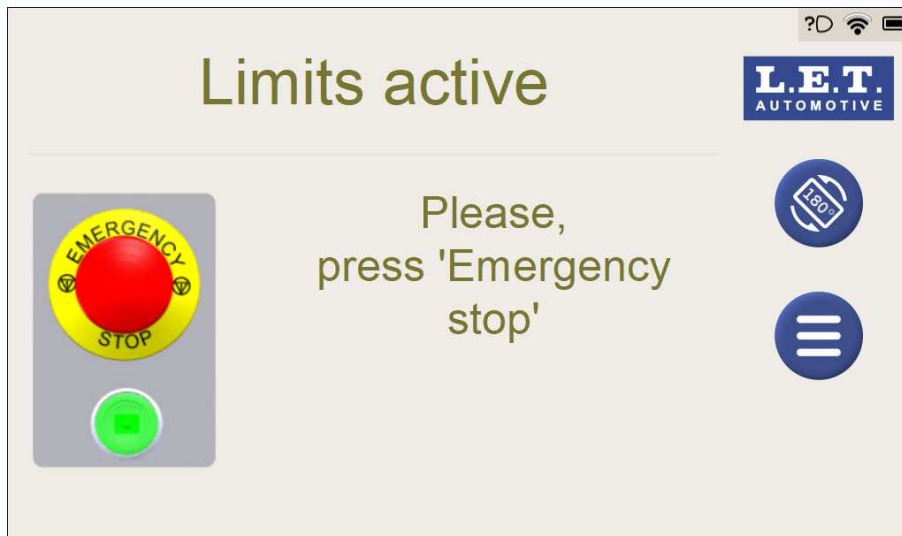 ?D
Limits active
L.E.T.
AUTOMOTIVE
180°
Please,
press 'Emergency
stop'
EMERGENCY
STOP